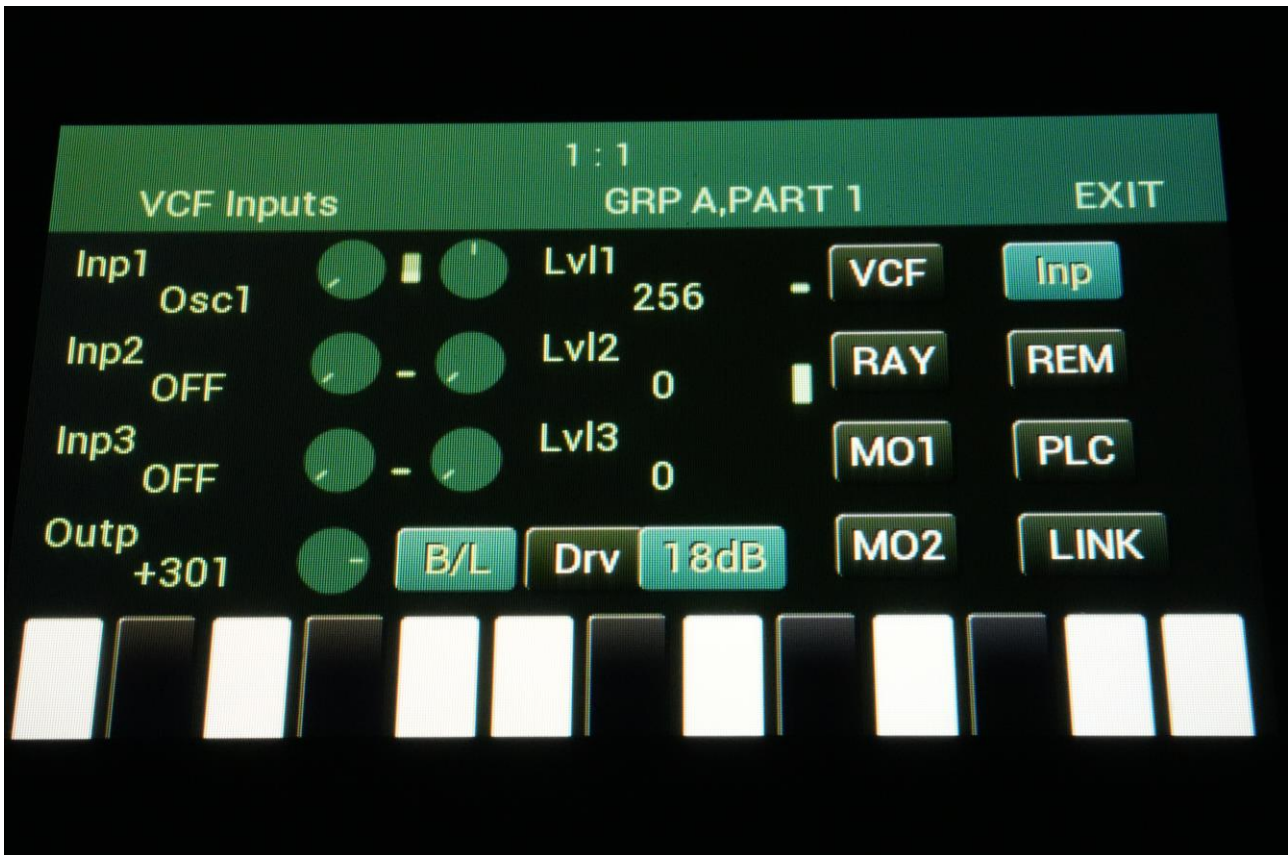 1 : 1
VCF Inputs GRP A,PART 1 EXIT
Inp1 Lvl1 VCF Inp
Osc1 256
Inp2 Lvl2 RAY REM
OFF 0
Inp3 Lvl3 MO1 PLC
OFF 0
Outp B/L Drv 18dB MO2 LINK
+301